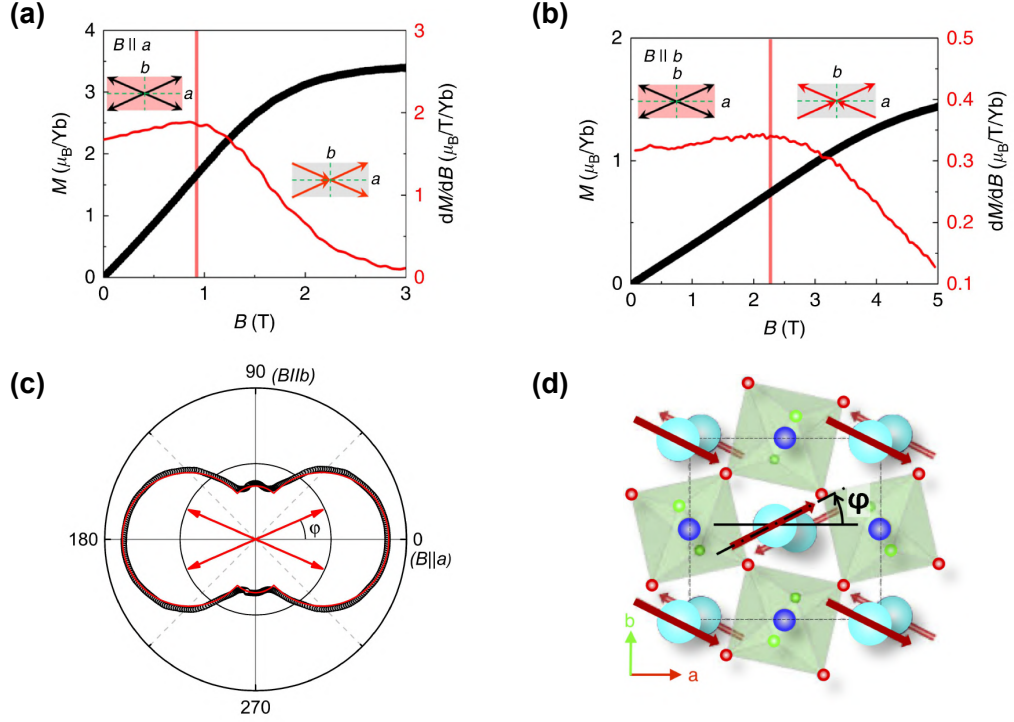 (a)
B || a
b
a
b
a
M (μB/Yb)
dM/dB (μB/T/Yb)
4
3
2
1
0
3
2
1
0
0
1
2
3
B (T)
(b)
B || b
b
a
b
a
M (μB/Yb)
dM/dB (μB/T/Yb)
2
1
0
0.5
0.4
0.3
0.2
0.1
0
1
2
3
4
5
B (T)
(c)
90 (BIIb)
180
φ
0
(B||a)
270
(d)
φ
b
a